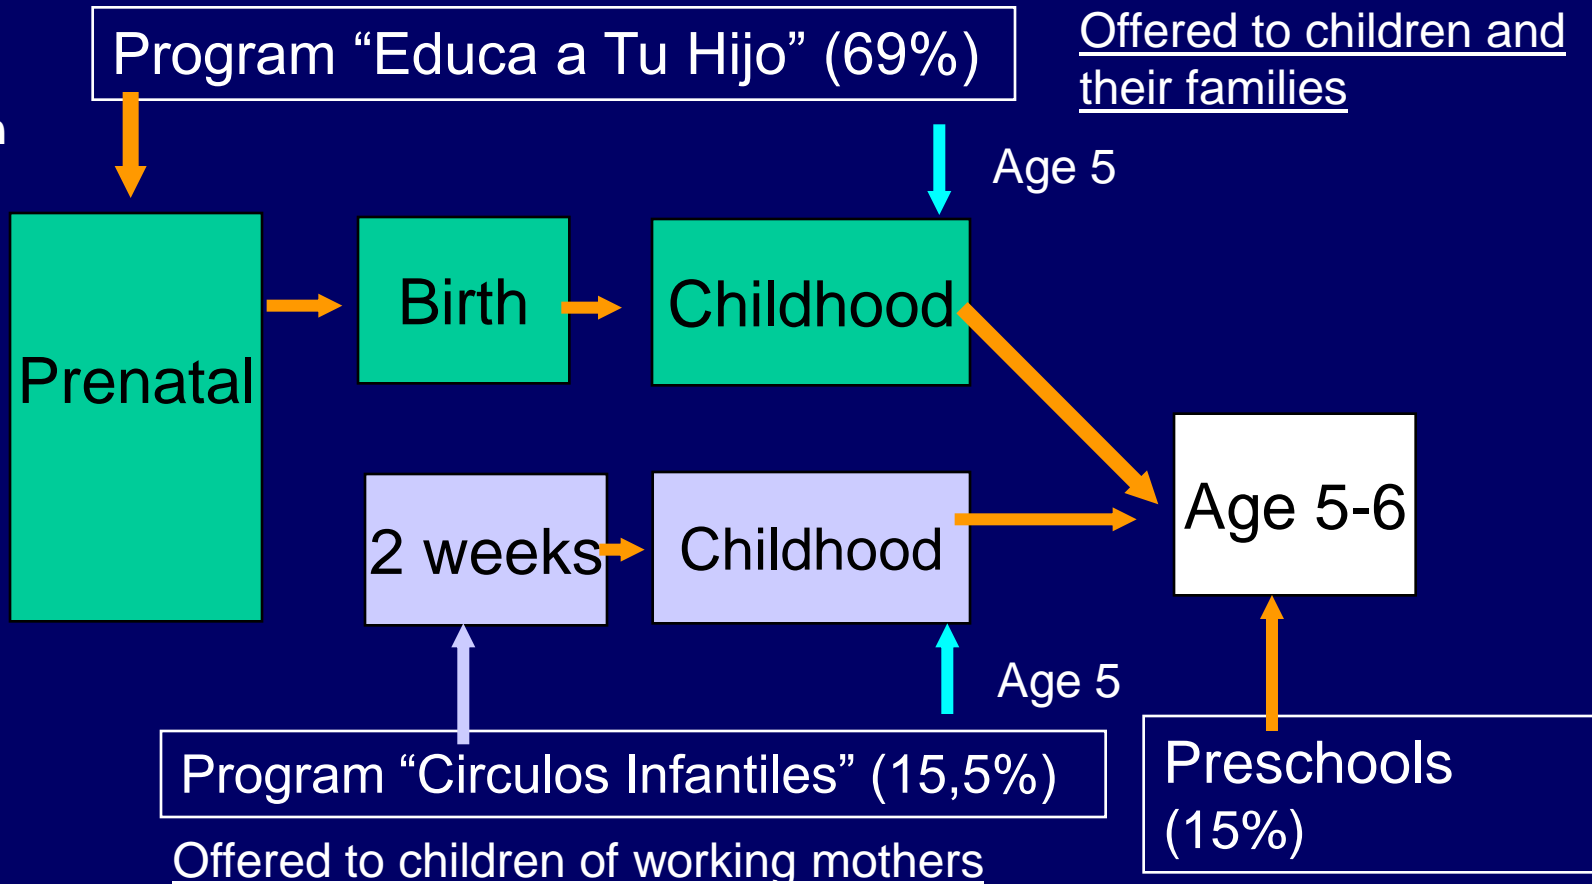 Program “Educa a Tu Hijo” (69%)
Offered to children and
their families
Age 5
Prenatal
Birth
Childhood
2 weeks
Childhood
Age 5-6
Age 5
Program “Circulos Infantiles” (15,5%)
Offered to children of working mothers
Preschools
(15%)